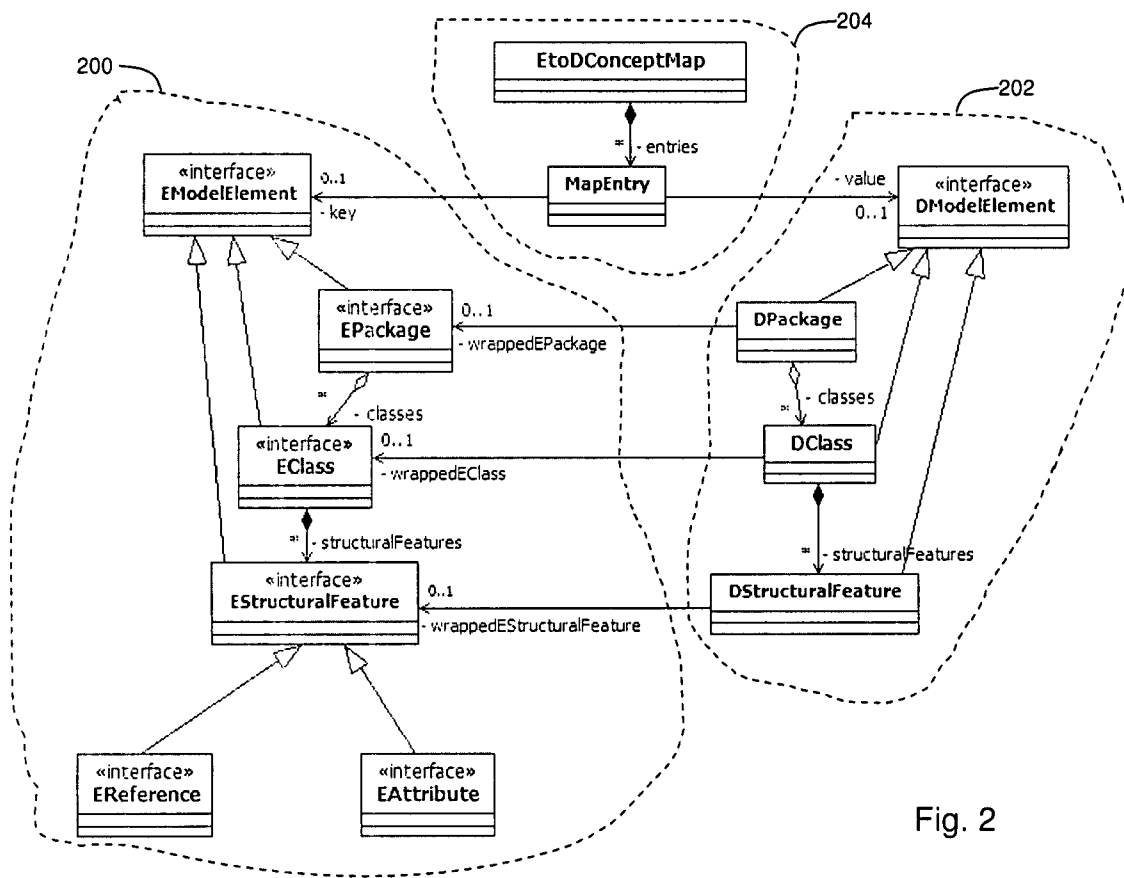 204
EtoDConceptMap
200
202
* - entries
«interface»
EModelElement
0..1
- key
MapEntry
- value
0..1
«interface»
DModelElement
«interface»
EPackage
0..1
- wrappedEPackage
DPackage
* - classes
* - classes
«interface»
EClass
0..1
- wrappedEClass
DClass
* - structuralFeatures
* - structuralFeatures
«interface»
EStructuralFeature
0..1
- wrappedEStructuralFeature
DStructuralFeature
«interface»
EReference
«interface»
EAttribute
Fig. 2